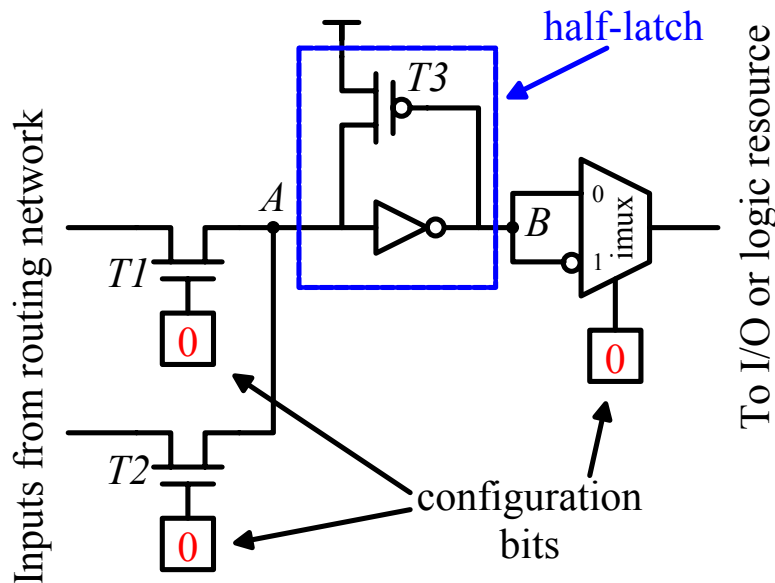 half-latch
T3
A
B
0
1
imux
T1
0
T2
0
0
configuration
bits
Inputs from routing network
To I/O or logic resource